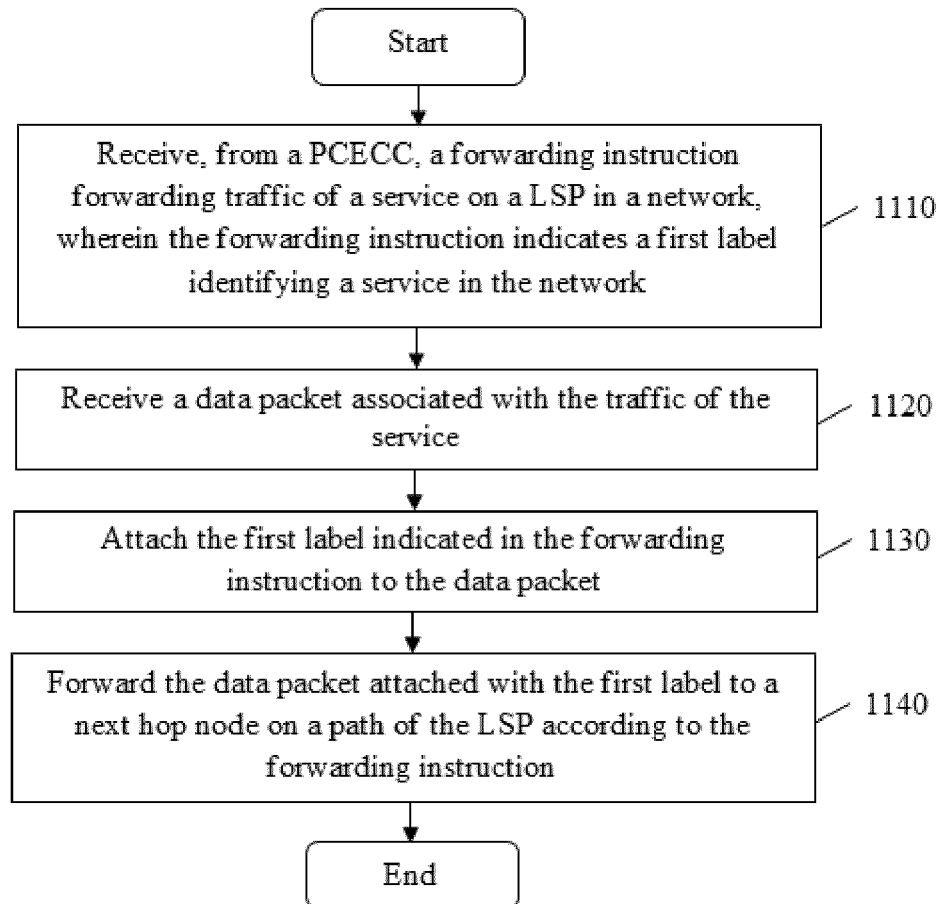 Start
Receive, from a PCECC, a forwarding instruction
forwarding traffic of a service on a LSP in a network,
wherein the forwarding instruction indicates a first label
identifying a service in the network
1110
Receive a data packet associated with the traffic of the
service
1120
Attach the first label indicated in the forwarding
instruction to the data packet
1130
Forward the data packet attached with the first label to a
next hop node on a path of the LSP according to the
forwarding instruction
1140
End